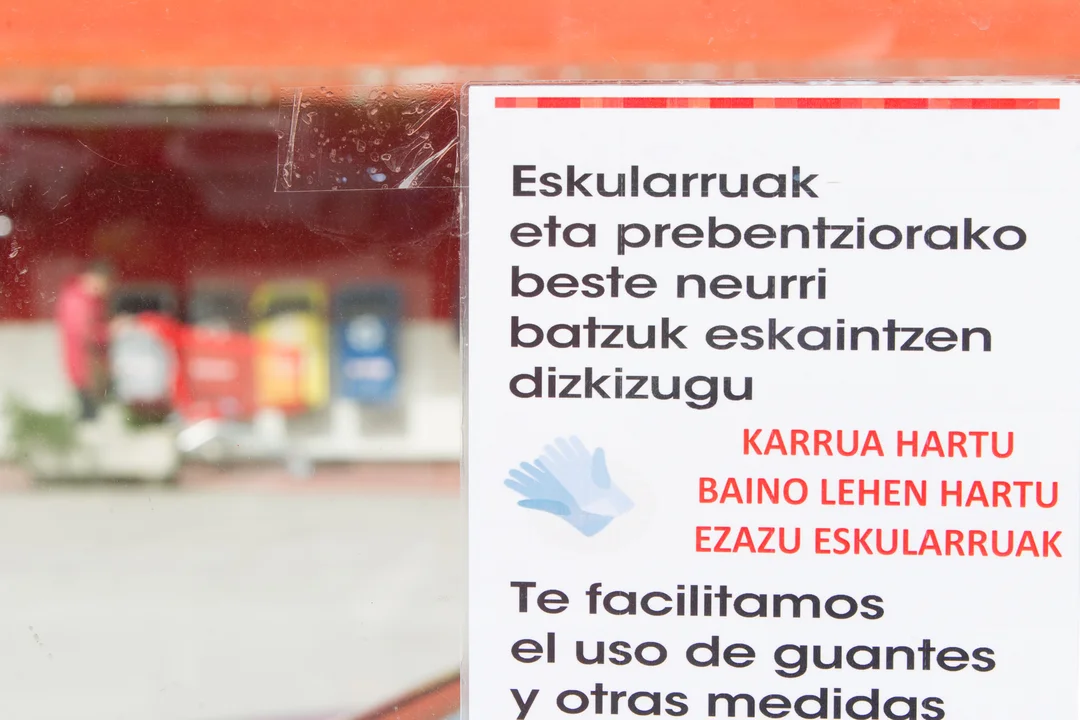 Eskularruak
eta prebentziorako
beste neurri
batzuk eskaintzen
dizkizugu
KARRUA HARTU
BAINO LEHEN HARTU
EZAZU ESKULARRUAK
Te facilitamos
el uso de guantes
y otras medidas